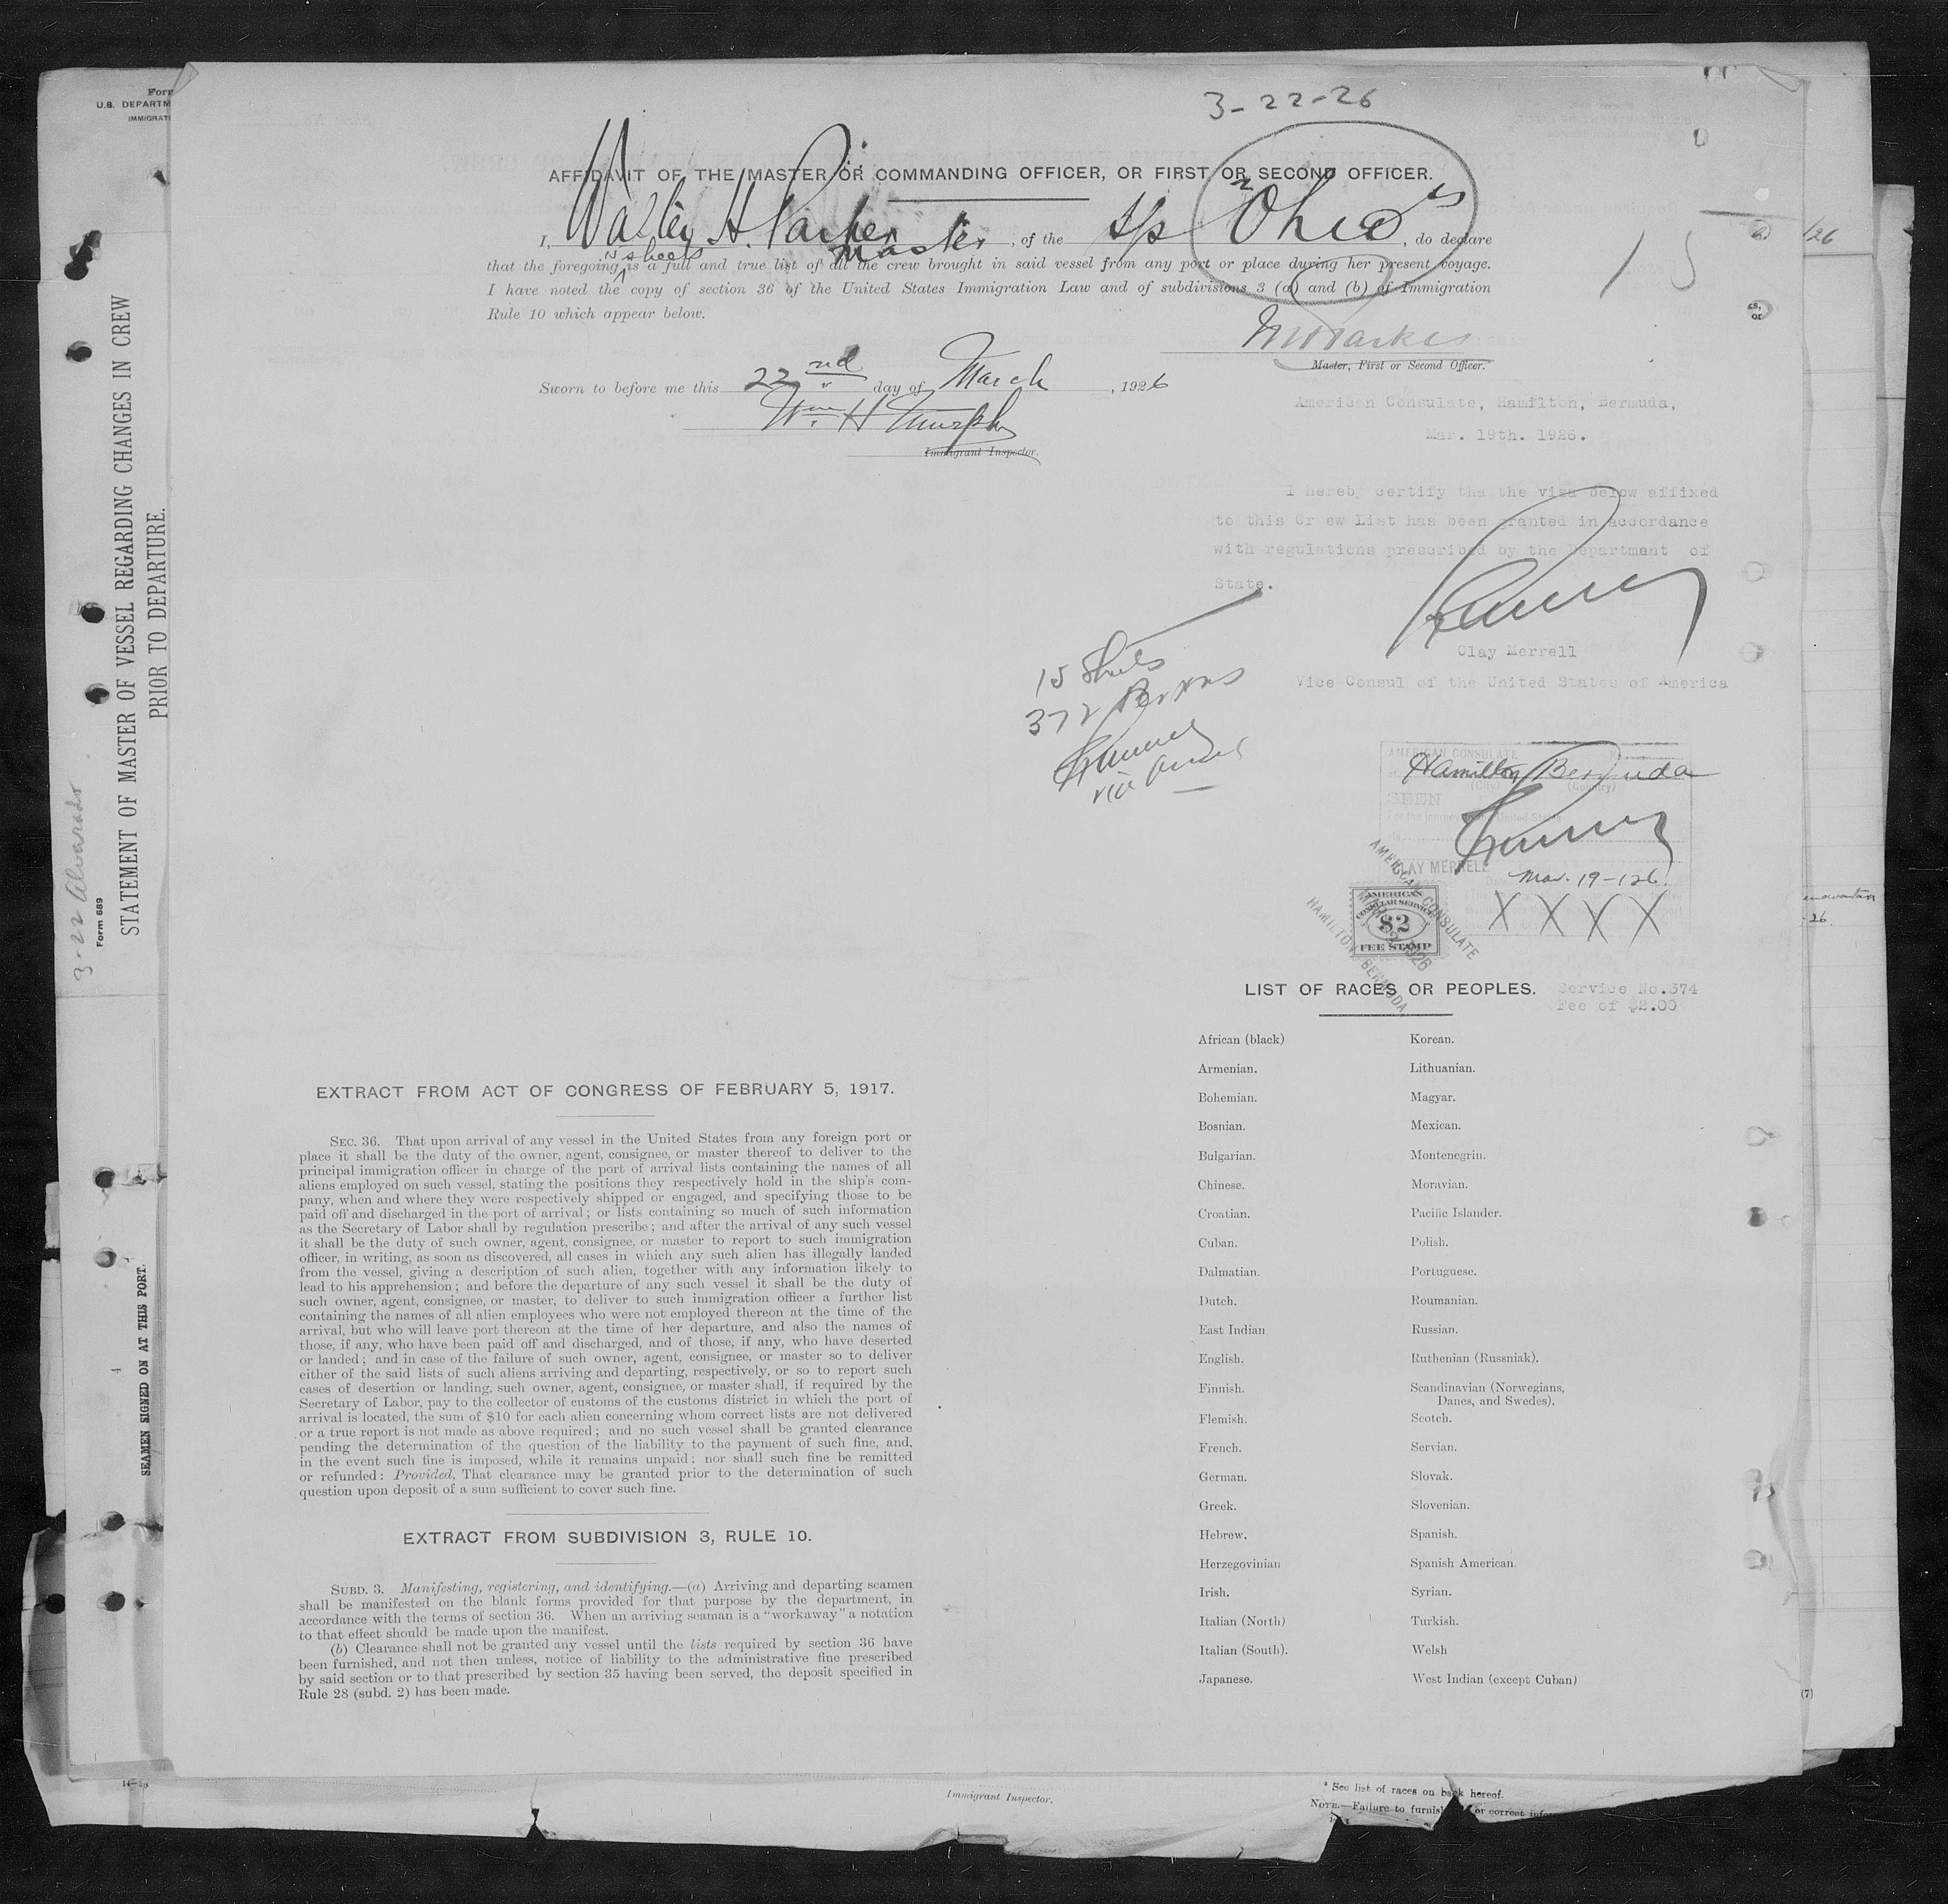 3-22-26
AFFIDAVIT OF THE MASTER OR COMMANDING OFFICER, OR FIRST OR SECOND OFFICER.
I, Walter H. Parker Master, of the S/S "Ohio", do declare
that the foregoing 15 sheets is a full and true list of all the crew brought in said vessel from any port or place during her present voyage.
I have noted the copy of section 36 of the United States Immigration Law and of subdivisions 3 (a) and (b) of Immigration
Rule 10 which appear below.
15
WHParker
Master, First or Second Officer.
Sworn to before me this 22nd day of March, 1926
Wm H Murphy
Immigrant Inspector.
American Consulate, Hamilton, Bermuda,
Mar. 19th. 1926.
I hereby certify tha the visa below affixed
to this Cr ew List has been granted in accordance
with regulations prescribed by the Department of
State.
Clay Merrell
Vice Consul of the United States of America
15 Sheets
372 Persons
Vice Consul
AMERICAN CONSULATE
Hamilton, Bermuda
(City) (Country)
SEEN
For the journey to the United States
CLAY MERRELL
Mar. 19-1926.
X X X X
AMERICAN CONSULATE
HAMILTON, BERMUDA
AMERICAN
CONSULAR SERVICE
$2
FEE STAMP
LIST OF RACES OR PEOPLES.
Service No.374
Fee of $2.00
African (black)
Armenian.
Bohemian.
Bosnian.
Bulgarian.
Chinese.
Croatian.
Cuban.
Dalmatian.
Dutch.
East Indian
English.
Finnish.
Flemish.
French.
German.
Greek.
Hebrew.
Herzegovinian
Irish.
Italian (North)
Italian (South).
Japanese.
Korean.
Lithuanian.
Magyar.
Mexican.
Montenegrin.
Moravian.
Pacific Islander.
Polish.
Portuguese.
Roumanian.
Russian.
Ruthenian (Russniak).
Scandinavian (Norwegians,
Danes, and Swedes).
Scotch.
Servian.
Slovak.
Slovenian.
Spanish.
Spanish American.
Syrian.
Turkish.
Welsh
West Indian (except Cuban)
EXTRACT FROM ACT OF CONGRESS OF FEBRUARY 5, 1917.
SEC. 36. That upon arrival of any vessel in the United States from any foreign port or
place it shall be the duty of the owner, agent, consignee, or master thereof to deliver to the
principal immigration officer in charge of the port of arrival lists containing the names of all
aliens employed on such vessel, stating the positions they respectively hold in the ship's com-
pany, when and where they were respectively shipped or engaged, and specifying those to be
paid off and discharged in the port of arrival; or lists containing so much of such information
as the Secretary of Labor shall by regulation prescribe; and after the arrival of any such vessel
it shall be the duty of such owner, agent, consignee, or master to report to such immigration
officer, in writing, as soon as discovered, all cases in which any such alien has illegally landed
from the vessel, giving a description of such alien, together with any information likely to
lead to his apprehension; and before the departure of any such vessel it shall be the duty of
such owner, agent, consignee, or master, to deliver to such immigration officer a further list
containing the names of all alien employees who were not employed thereon at the time of the
arrival, but who will leave port thereon at the time of her departure, and also the names of
those, if any, who have been paid off and discharged, and of those, if any, who have deserted
or landed; and in case of the failure of such owner, agent, consignee, or master so to deliver
either of the said lists of such aliens arriving and departing, respectively, or so to report such
cases of desertion or landing, such owner, agent, consignee, or master shall, if required by the
Secretary of Labor, pay to the collector of customs of the customs district in which the port of
arrival is located, the sum of $10 for each alien concerning whom correct lists are not delivered
or a true report is not made as above required; and no such vessel shall be granted clearance
pending the determination of the question of the liability to the payment of such fine, and,
in the event such fine is imposed, while it remains unpaid; nor shall such fine be remitted
or refunded: Provided, That clearance may be granted prior to the determination of such
question upon deposit of a sum sufficient to cover such fine.
EXTRACT FROM SUBDIVISION 3, RULE 10.
SUBD. 3. Manifesting, registering, and identifying.—(a) Arriving and departing seamen
shall be manifested on the blank forms provided for that purpose by the department, in
accordance with the terms of section 36. When an arriving seaman is a "workaway" a notation
to that effect should be made upon the manifest.
(b) Clearance shall not be granted any vessel until the lists required by section 36 have
been furnished, and not then unless, notice of liability to the administrative fine prescribed
by said section or to that prescribed by section 35 having been served, the deposit specified in
Rule 28 (subd. 2) has been made.
Form
U.S. DEPARTM
IMMIGRATI
STATEMENT OF MASTER OF VESSEL REGARDING CHANGES IN CREW
PRIOR TO DEPARTURE.
Form 689
3-22 Alvarado
SEAMEN SIGNED ON AT THIS PORT.
/26
es,
or
-26
(7)
Immigrant Inspector.
* See list of races on back hereof.
NOTE.—Failure to furnish or correct info